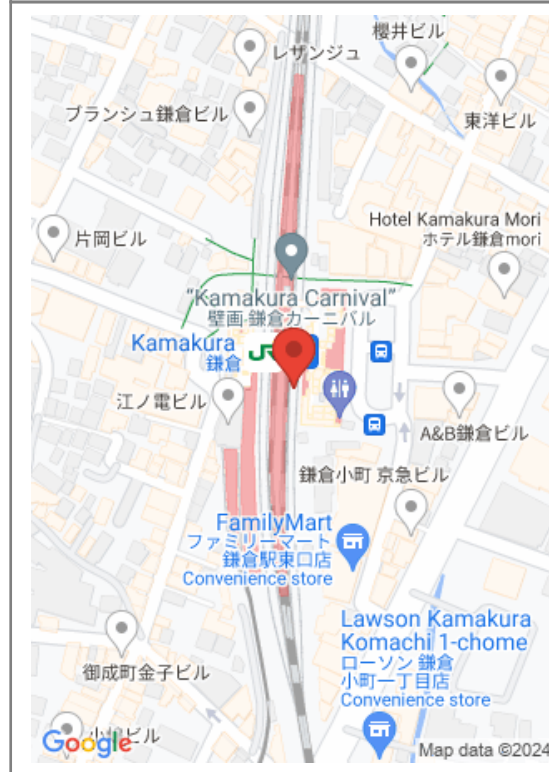 レザンジュ
櫻井ビル
ブランシュ鎌倉ビル
東洋ビル
片岡ビル
Hotel Kamakura Mori
ホテル鎌倉mori
“Kamakura Carnival”
壁画 鎌倉カーニバル
Kamakura
鎌倉
JR
江ノ電ビル
A&B鎌倉ビル
鎌倉小町 京急ビル
FamilyMart
ファミリーマート
鎌倉駅東口店
Convenience store
Lawson Kamakura
Komachi 1-chome
ローソン 鎌倉
小町一丁目店
Convenience store
御成町金子ビル
ビル
Google
Map data ©2024